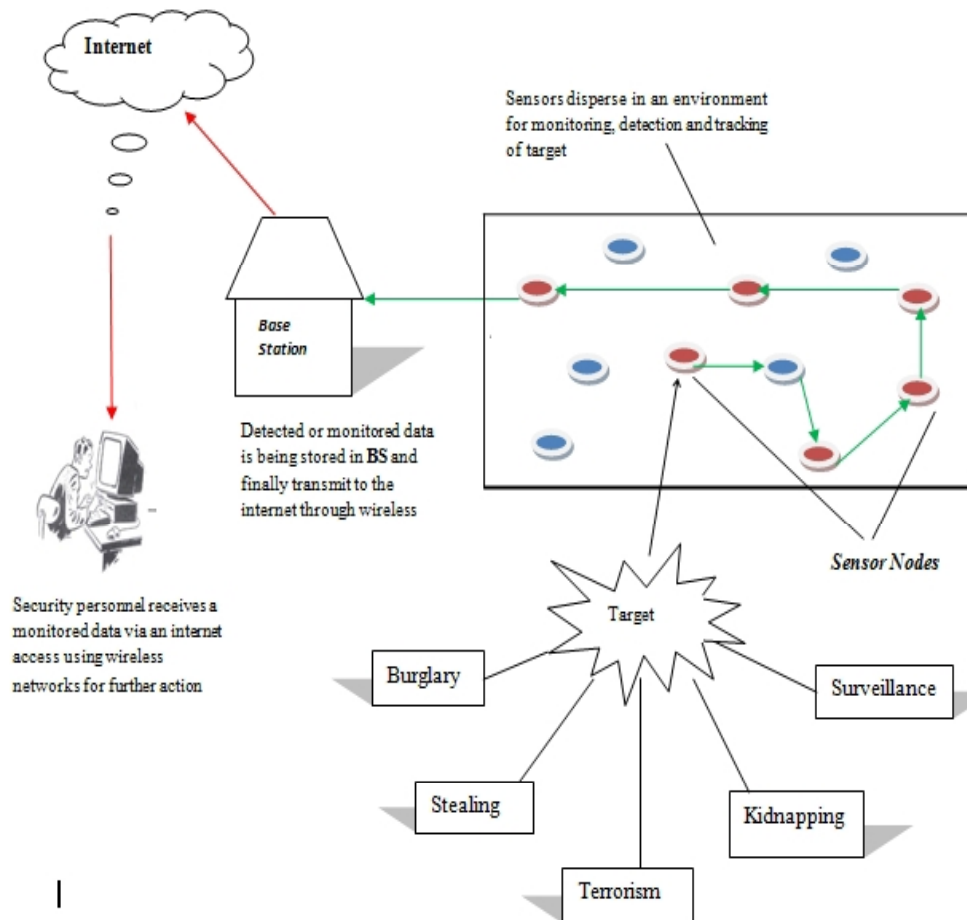 Internet
Sensors disperse in an environment
for monitoring, detection and tracking
of target
Base
Station
Detected or monitored data
is being stored in BS and
finally transmit to the
internet through wireless
Sensor Nodes
Security personnel receives a
monitored data via an internet
access using wireless
networks for further action
Target
Burglary
Surveillance
Stealing
Kidnapping
Terrorism